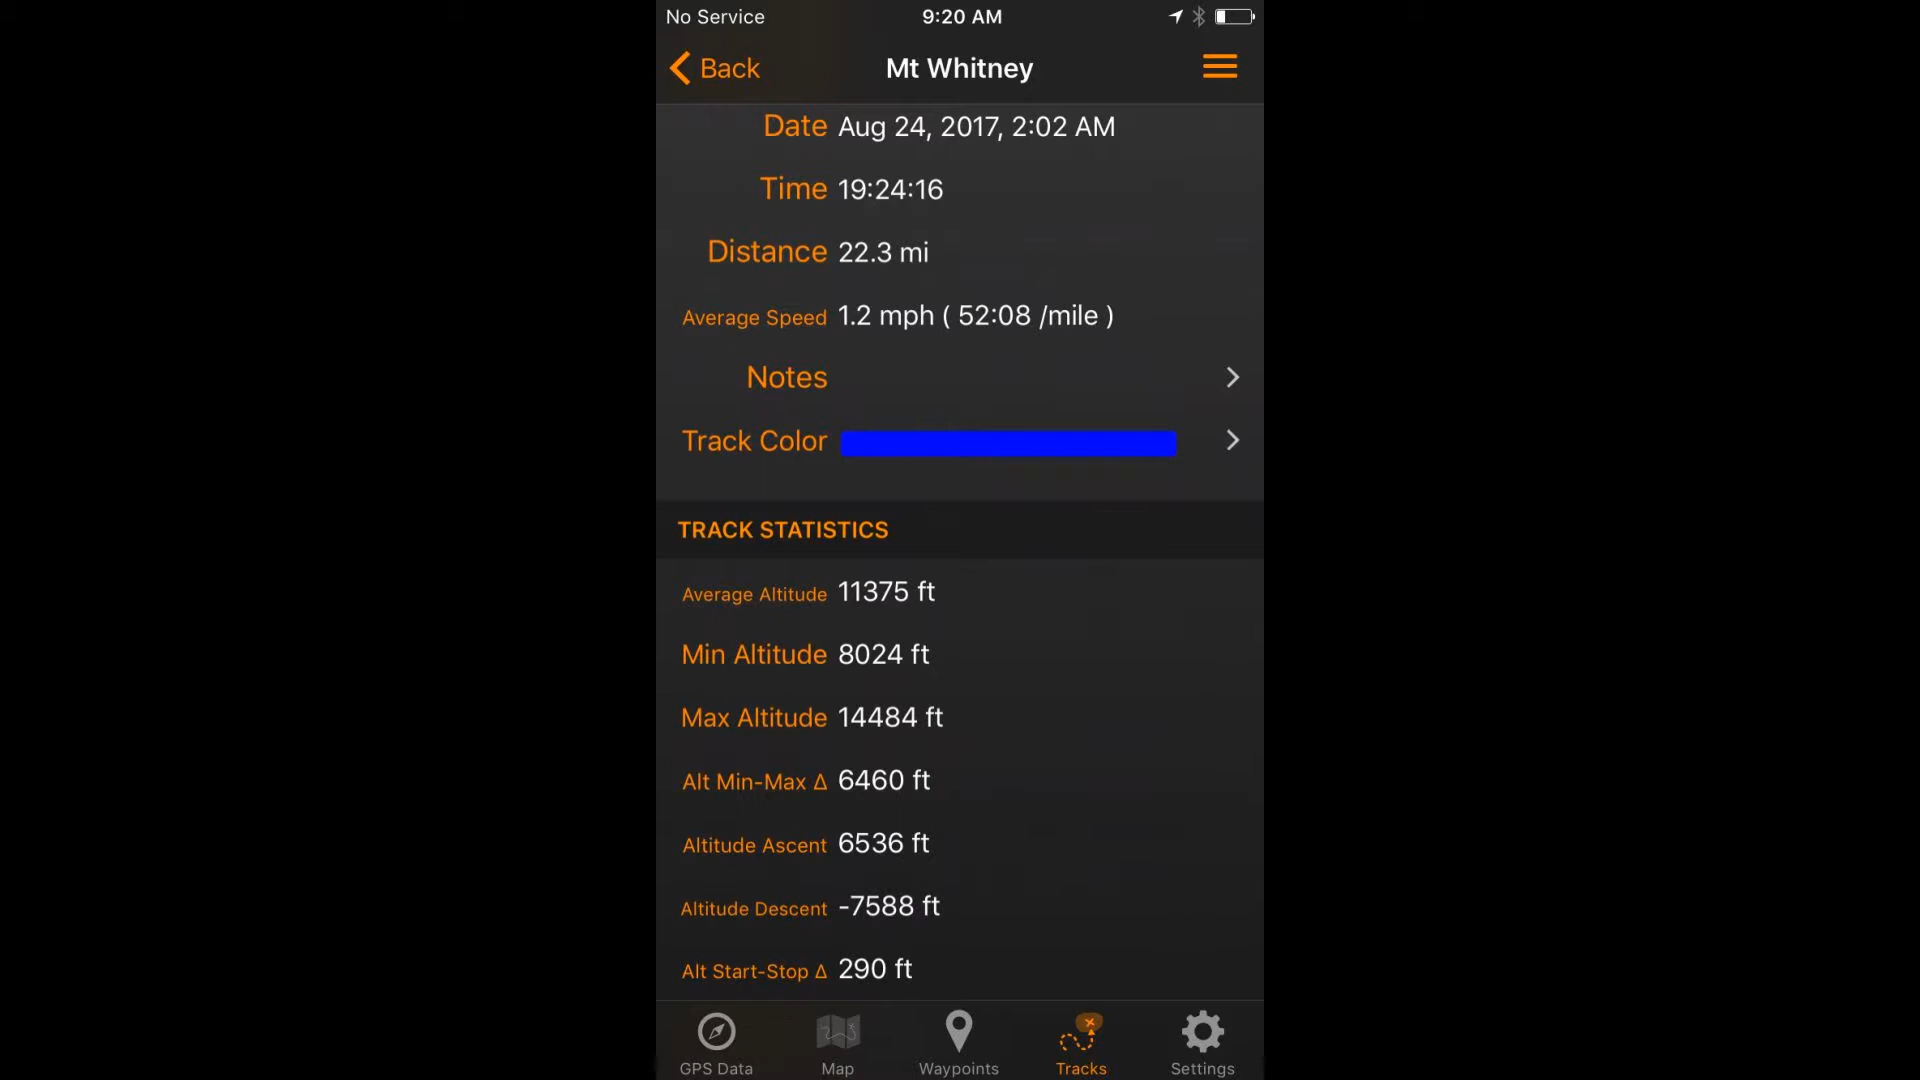 No Service 9:20 AM
Back Mt Whitney
Date Aug 24, 2017, 2:02 AM
Time 19:24:16
Distance 22.3 mi
Average Speed 1.2 mph ( 52:08 /mile )
Notes
Track Color
TRACK STATISTICS
Average Altitude 11375 ft
Min Altitude 8024 ft
Max Altitude 14484 ft
Alt Min-Max Δ 6460 ft
Altitude Ascent 6536 ft
Altitude Descent -7588 ft
Alt Start-Stop Δ 290 ft
GPS Data Map Waypoints Tracks Settings